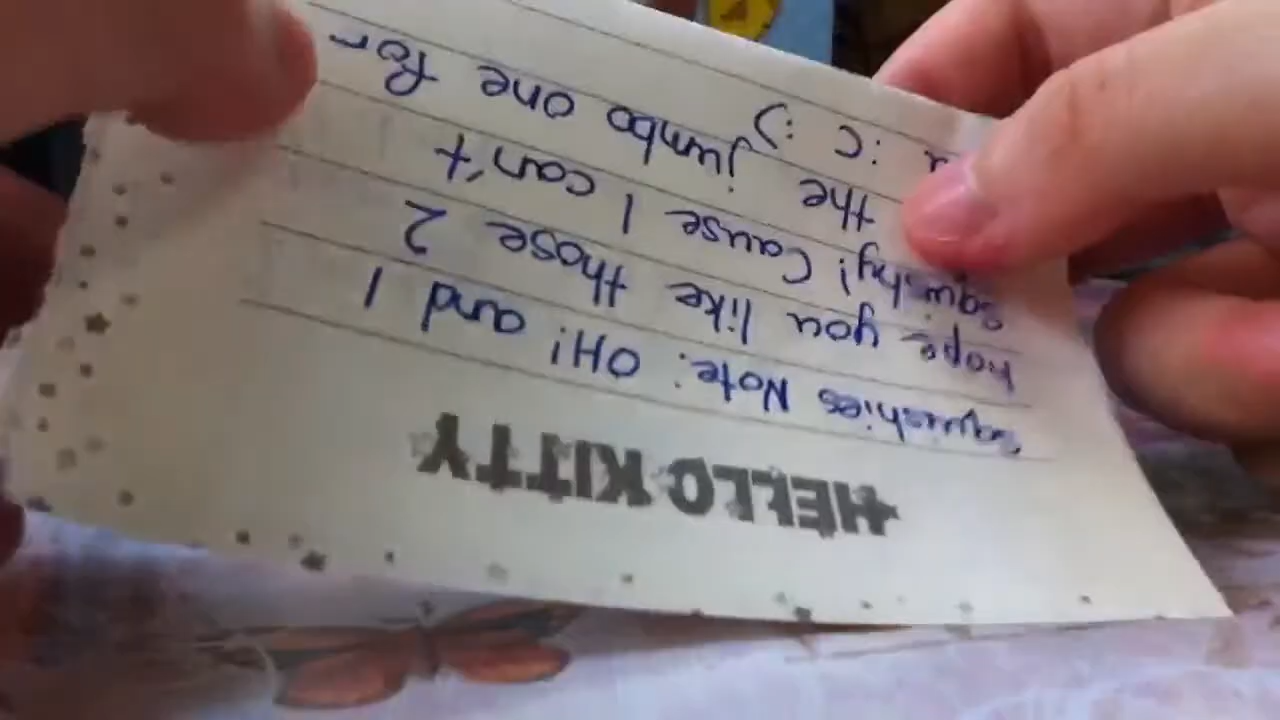 HELLO KITTY
Squishies Note: OH! and I
hope you like those 2
Squishy! Cause I can't
the jumbo one for
u :C :)